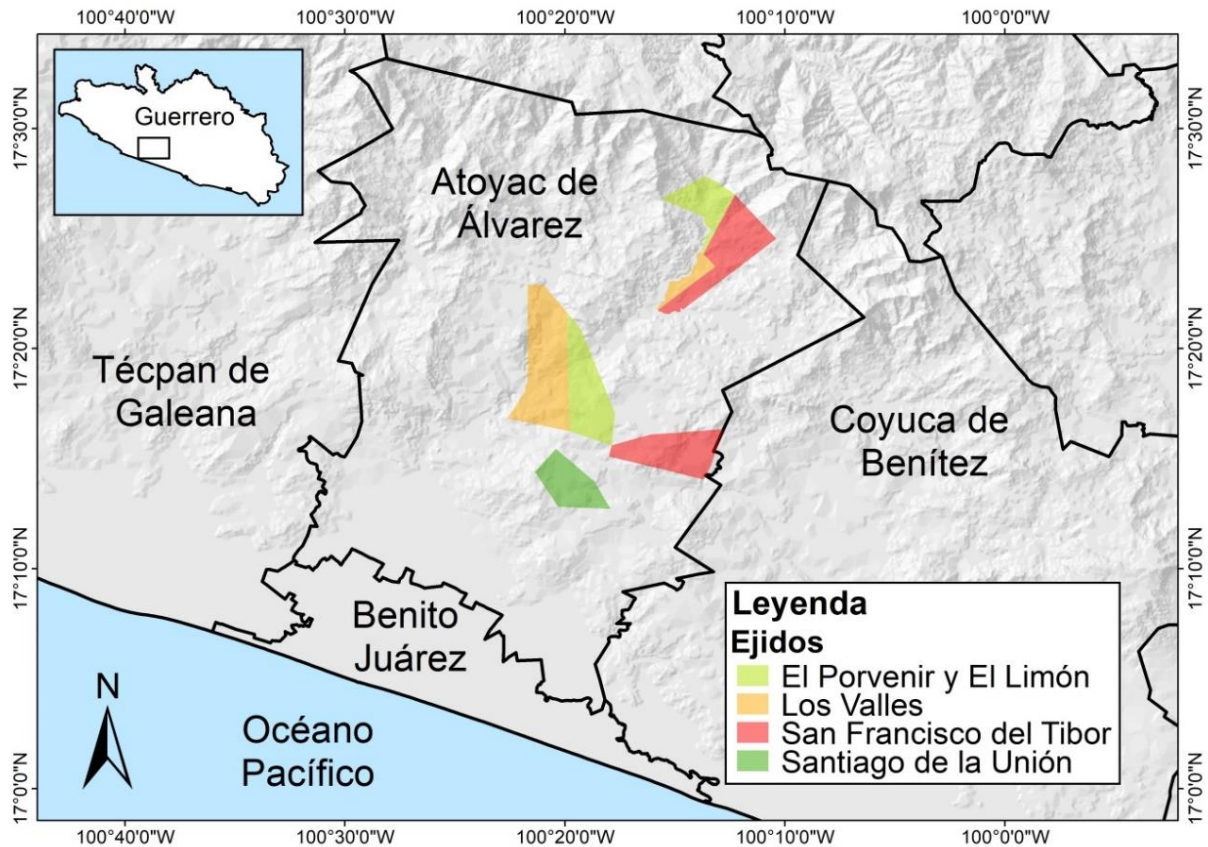 100°40'0"W 100°30'0"W 100°20'0"W 100°10'0"W 100°0'0"W
Guerrero
17°30'0"N
17°30'0"N
Atoyac de
Álvarez
17°20'0"N
17°20'0"N
Técpan de
Galeana
Coyuca de
Benítez
17°10'0"N
17°10'0"N
Benito
Juárez
Leyenda
Ejidos
El Porvenir y El Limón
Los Valles
San Francisco del Tibor
Santiago de la Unión
N
Océano
Pacífico
17°0'0"N
17°0'0"N
100°40'0"W 100°30'0"W 100°20'0"W 100°10'0"W 100°0'0"W